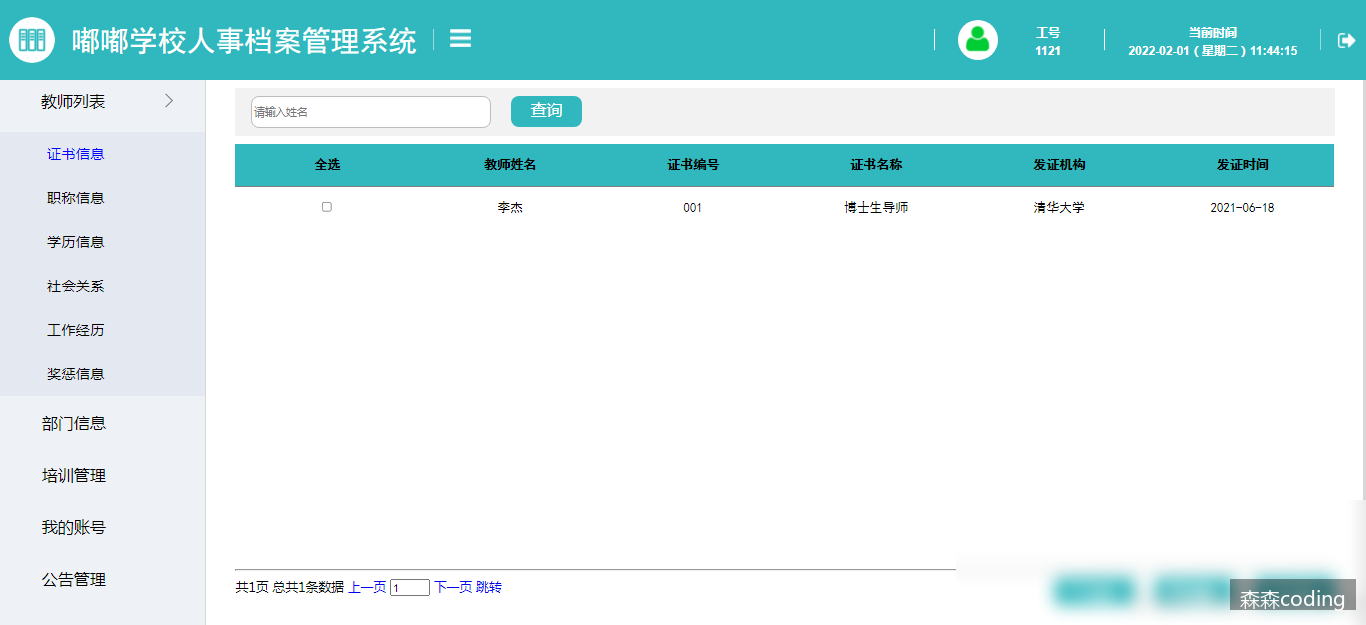 嘟嘟学校人事档案管理系统
工号
1121
当前时间
2022-02-01 ( 星期二 ) 11:44:15
教师列表
证书信息
职称信息
学历信息
社会关系
工作经历
奖惩信息
部门信息
培训管理
我的账号
公告管理
请输入姓名 查询
全选 教师姓名 证书编号 证书名称 发证机构 发证时间
李杰 001 博士生导师 清华大学 2021-06-18
共1页 总共1条数据 上一页 1 下一页 跳转
森森coding